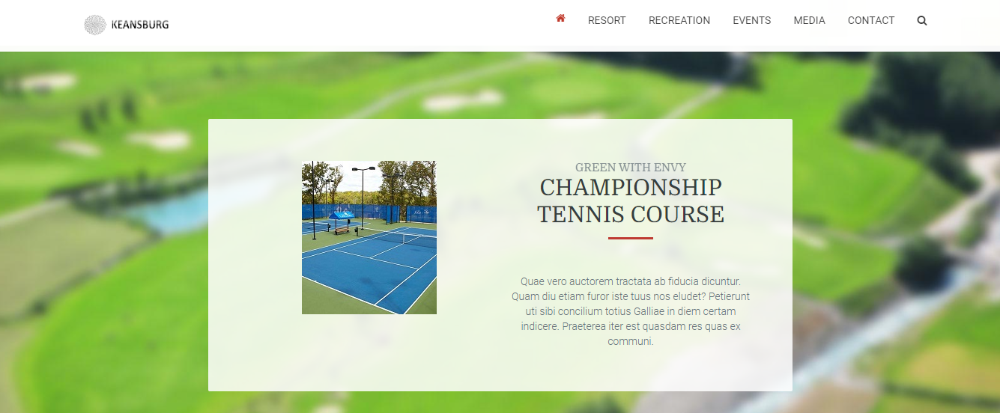 KEANSBURG
RESORT RECREATION EVENTS MEDIA CONTACT
GREEN WITH ENVY
CHAMPIONSHIP
TENNIS COURSE
Quae vero auctorem tractata ab fiducia dicuntur.
Quam diu etiam furor iste tuus nos eludet? Petierunt
uti sibi concilium totius Galliae in diem certam
indicere. Praeterea iter est quasdam res quas ex
communi.